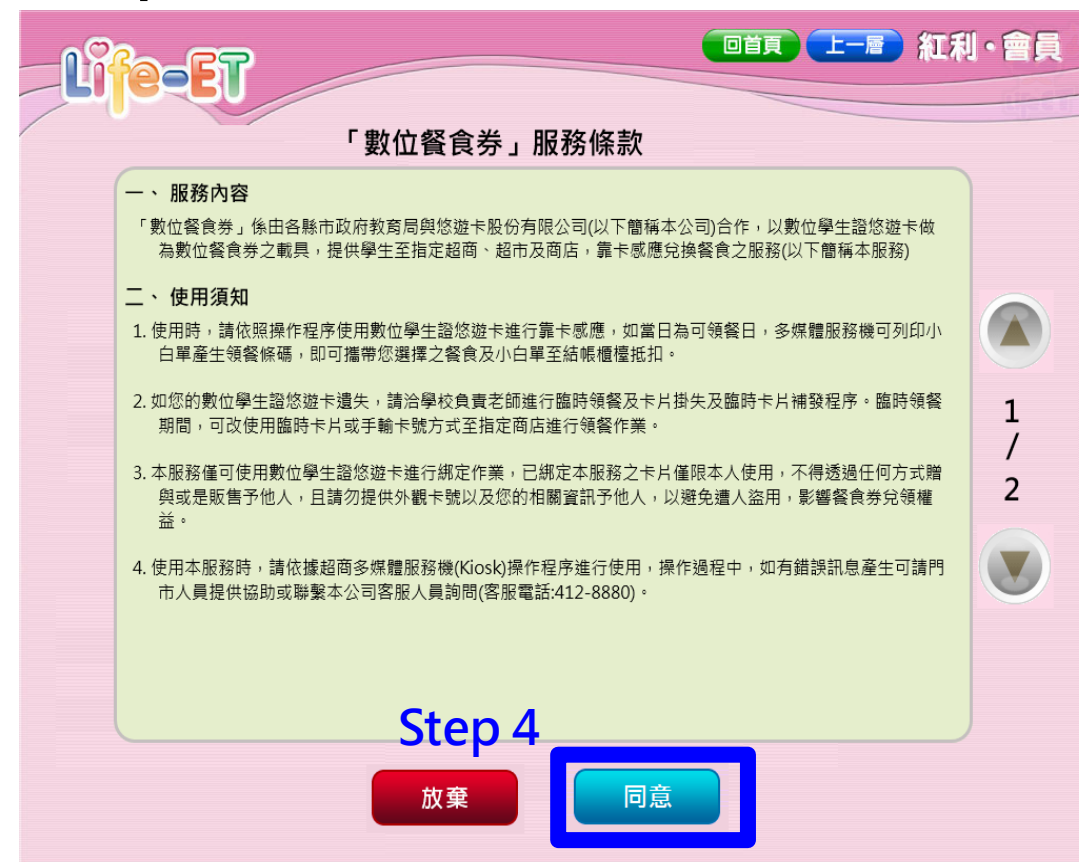 Life-ET
回首頁 上一層 紅利・會員
「數位餐食券」服務條款
一、 服務內容
「數位餐食券」係由各縣市政府教育局與悠遊卡股份有限公司(以下簡稱本公司)合作，以數位學生證悠遊卡做
為數位餐食券之載具，提供學生至指定超商、超市及商店，靠卡感應兌換餐食之服務(以下簡稱本服務)
二、 使用須知
1. 使用時，請依照操作程序使用數位學生證悠遊卡進行靠卡感應，如當日為可領餐日，多媒體服務機可列印小
白單產生領餐條碼，即可攜帶您選擇之餐食及小白單至結帳櫃檯抵扣。
2. 如您的數位學生證悠遊卡遺失，請洽學校負責老師進行臨時領餐及卡片掛失及臨時卡片補發程序。臨時領餐
期間，可改使用臨時卡片或手輸卡號方式至指定商店進行領餐作業。
3. 本服務僅可使用數位學生證悠遊卡進行綁定作業，已綁定本服務之卡片僅限本人使用，不得透過任何方式贈
與或是販售予他人，且請勿提供外觀卡號以及您的相關資訊予他人，以避免遭人盜用，影響餐食券兌領權
益。
4. 使用本服務時，請依據超商多媒體服務機(Kiosk)操作程序進行使用，操作過程中，如有錯誤訊息產生可請門
市人員提供協助或聯繫本公司客服人員詢問(客服電話:412-8880)。
1
/
2
Step 4
放棄 同意